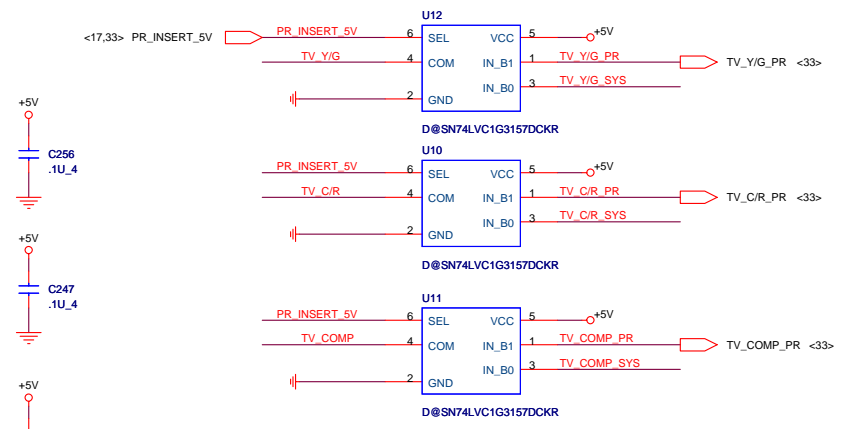 U12
<17,33> PR_INSERT_5V
PR_INSERT_5V 6 SEL VCC 5 +5V
TV_Y/G 4 COM IN_B1 1 TV_Y/G_PR TV_Y/G_PR <33>
IN_B0 3 TV_Y/G_SYS
2 GND
D@SN74LVC1G3157DCKR
+5V
C256
.1U_4
U10
PR_INSERT_5V 6 SEL VCC 5 +5V
TV_C/R 4 COM IN_B1 1 TV_C/R_PR TV_C/R_PR <33>
IN_B0 3 TV_C/R_SYS
2 GND
D@SN74LVC1G3157DCKR
+5V
C247
.1U_4
U11
PR_INSERT_5V 6 SEL VCC 5 +5V
TV_COMP 4 COM IN_B1 1 TV_COMP_PR TV_COMP_PR <33>
IN_B0 3 TV_COMP_SYS
2 GND
D@SN74LVC1G3157DCKR
+5V